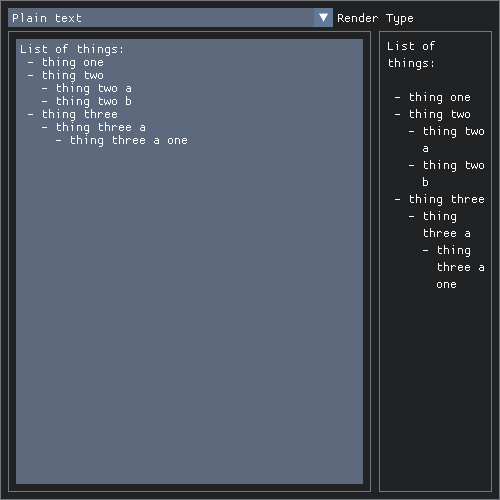 Plain text ▼ Render Type
List of things:
 - thing one
 - thing two
   - thing two a
   - thing two b
 - thing three
   - thing three a
     - thing three a one
List of
things:
 - thing one
 - thing two
   - thing two
     a
   - thing two
     b
 - thing three
   - thing
     three a
     - thing
       three a
       one